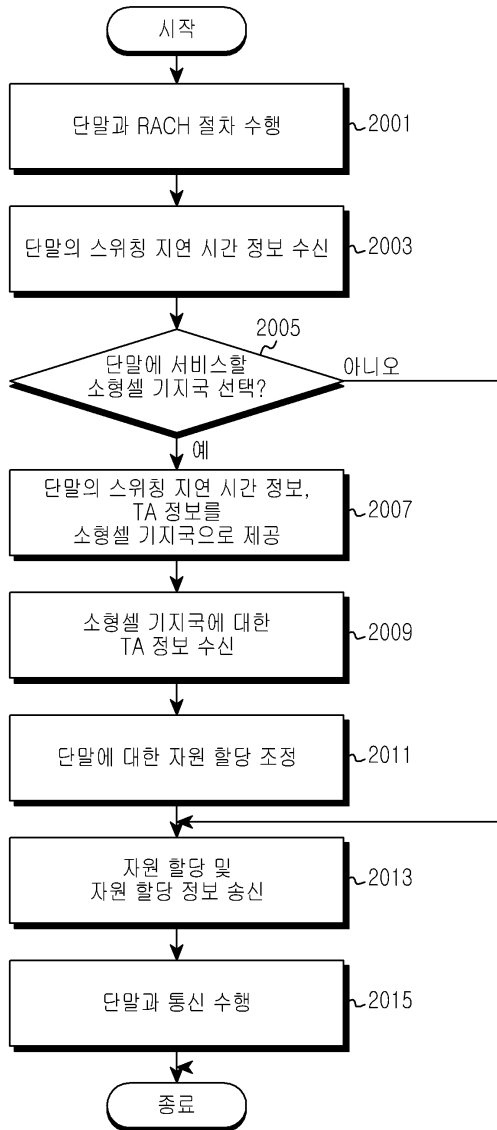 시작
단말과 RACH 절차 수행
2001
단말의 스위칭 지연 시간 정보 수신
2003
2005
단말에 서비스할
소형셀 기지국 선택?
아니오
예
단말의 스위칭 지연 시간 정보,
TA 정보를
소형셀 기지국으로 제공
2007
소형셀 기지국에 대한
TA 정보 수신
2009
단말에 대한 자원 할당 조정
2011
자원 할당 및
자원 할당 정보 송신
2013
단말과 통신 수행
2015
종료